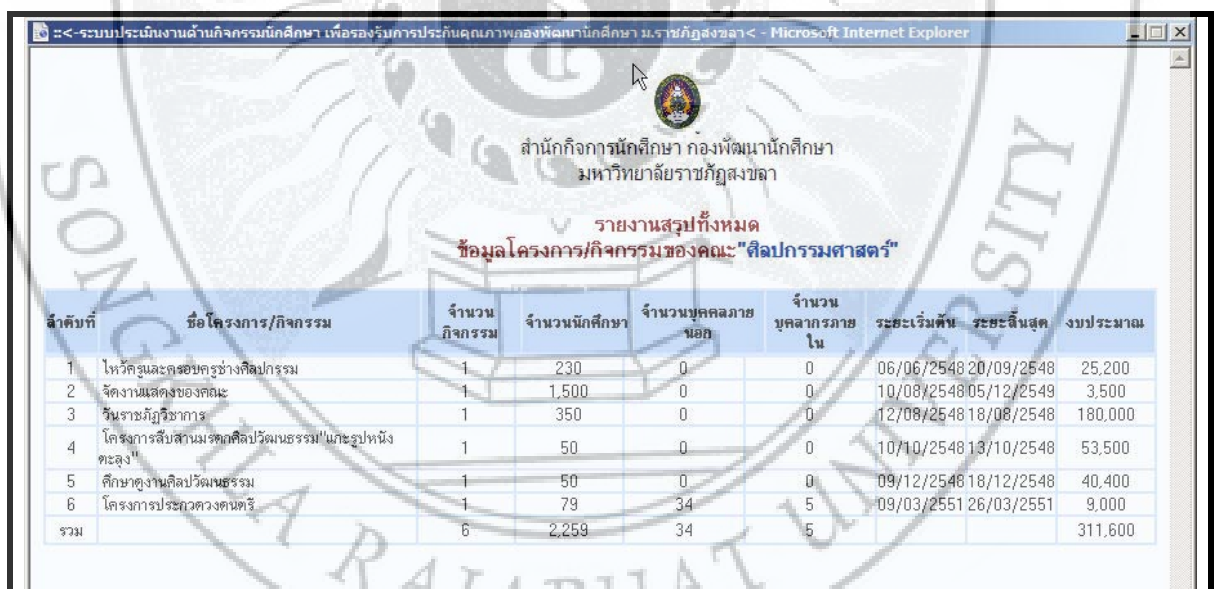 ::<-ระบบประเมินงานด้านกิจกรรมนักศึกษา เพื่อรองรับการประกันคุณภาพกองพัฒนานักศึกษา ม.ราชภัฏสงขลา< - Microsoft Internet Explorer
สำนักกิจการนักศึกษา กองพัฒนานักศึกษา
มหาวิทยาลัยราชภัฏสงขลา
รายงานสรุปทั้งหมด
ข้อมูลโครงการ/กิจกรรมของคณะ"ศิลปกรรมศาสตร์"
ลำดับที่ ชื่อโครงการ/กิจกรรม จำนวนกิจกรรม จำนวนนักศึกษา จำนวนบุคคลภายนอก จำนวนบุคลากรภายใน ระยะเริ่มต้น ระยะสิ้นสุด งบประมาณ
1 ไหว้ครูและครอบครูช่างศิลปกรรม 1 230 0 0 06/06/2548 20/09/2548 25,200
2 จัดงานแสดงของคณะ 1 1,500 0 0 10/08/2548 05/12/2549 3,500
3 วันราชภัฏวิชาการ 1 350 0 0 12/08/2548 18/08/2548 180,000
4 โครงการสืบสานมรดกศิลปวัฒนธรรม"แกะรูปหนังตะลุง" 1 50 0 0 10/10/2548 13/10/2548 53,500
5 ศึกษาดูงานศิลปวัฒนธรรม 1 50 0 0 09/12/2548 18/12/2548 40,400
6 โครงการประกวดวงดนตรี 1 79 34 5 09/03/2551 26/03/2551 9,000
รวม 6 2,259 34 5 311,600
SONGKHLA RAJABHAT UNIVERSITY